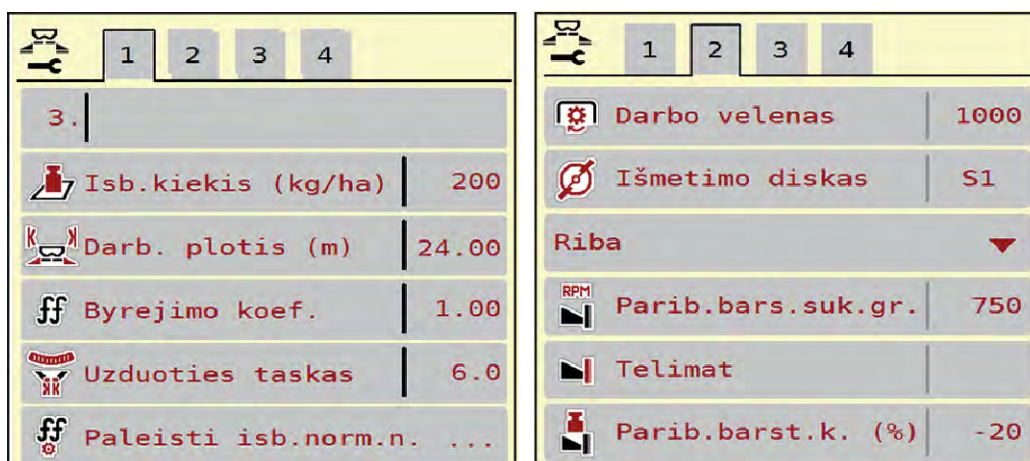 1 2 3 4
3.
Isb.kiekis (kg/ha) 200
Darb. plotis (m) 24.00
Byrejimo koef. 1.00
Uzduoties taskas 6.0
Paleisti isb.norm.n. ...
1 2 3 4
Darbo velenas 1000
Išmetimo diskas S1
Riba
RPM
Parib.bars.suk.gr. 750
Telimat
Parib.barst.k. (%) -20